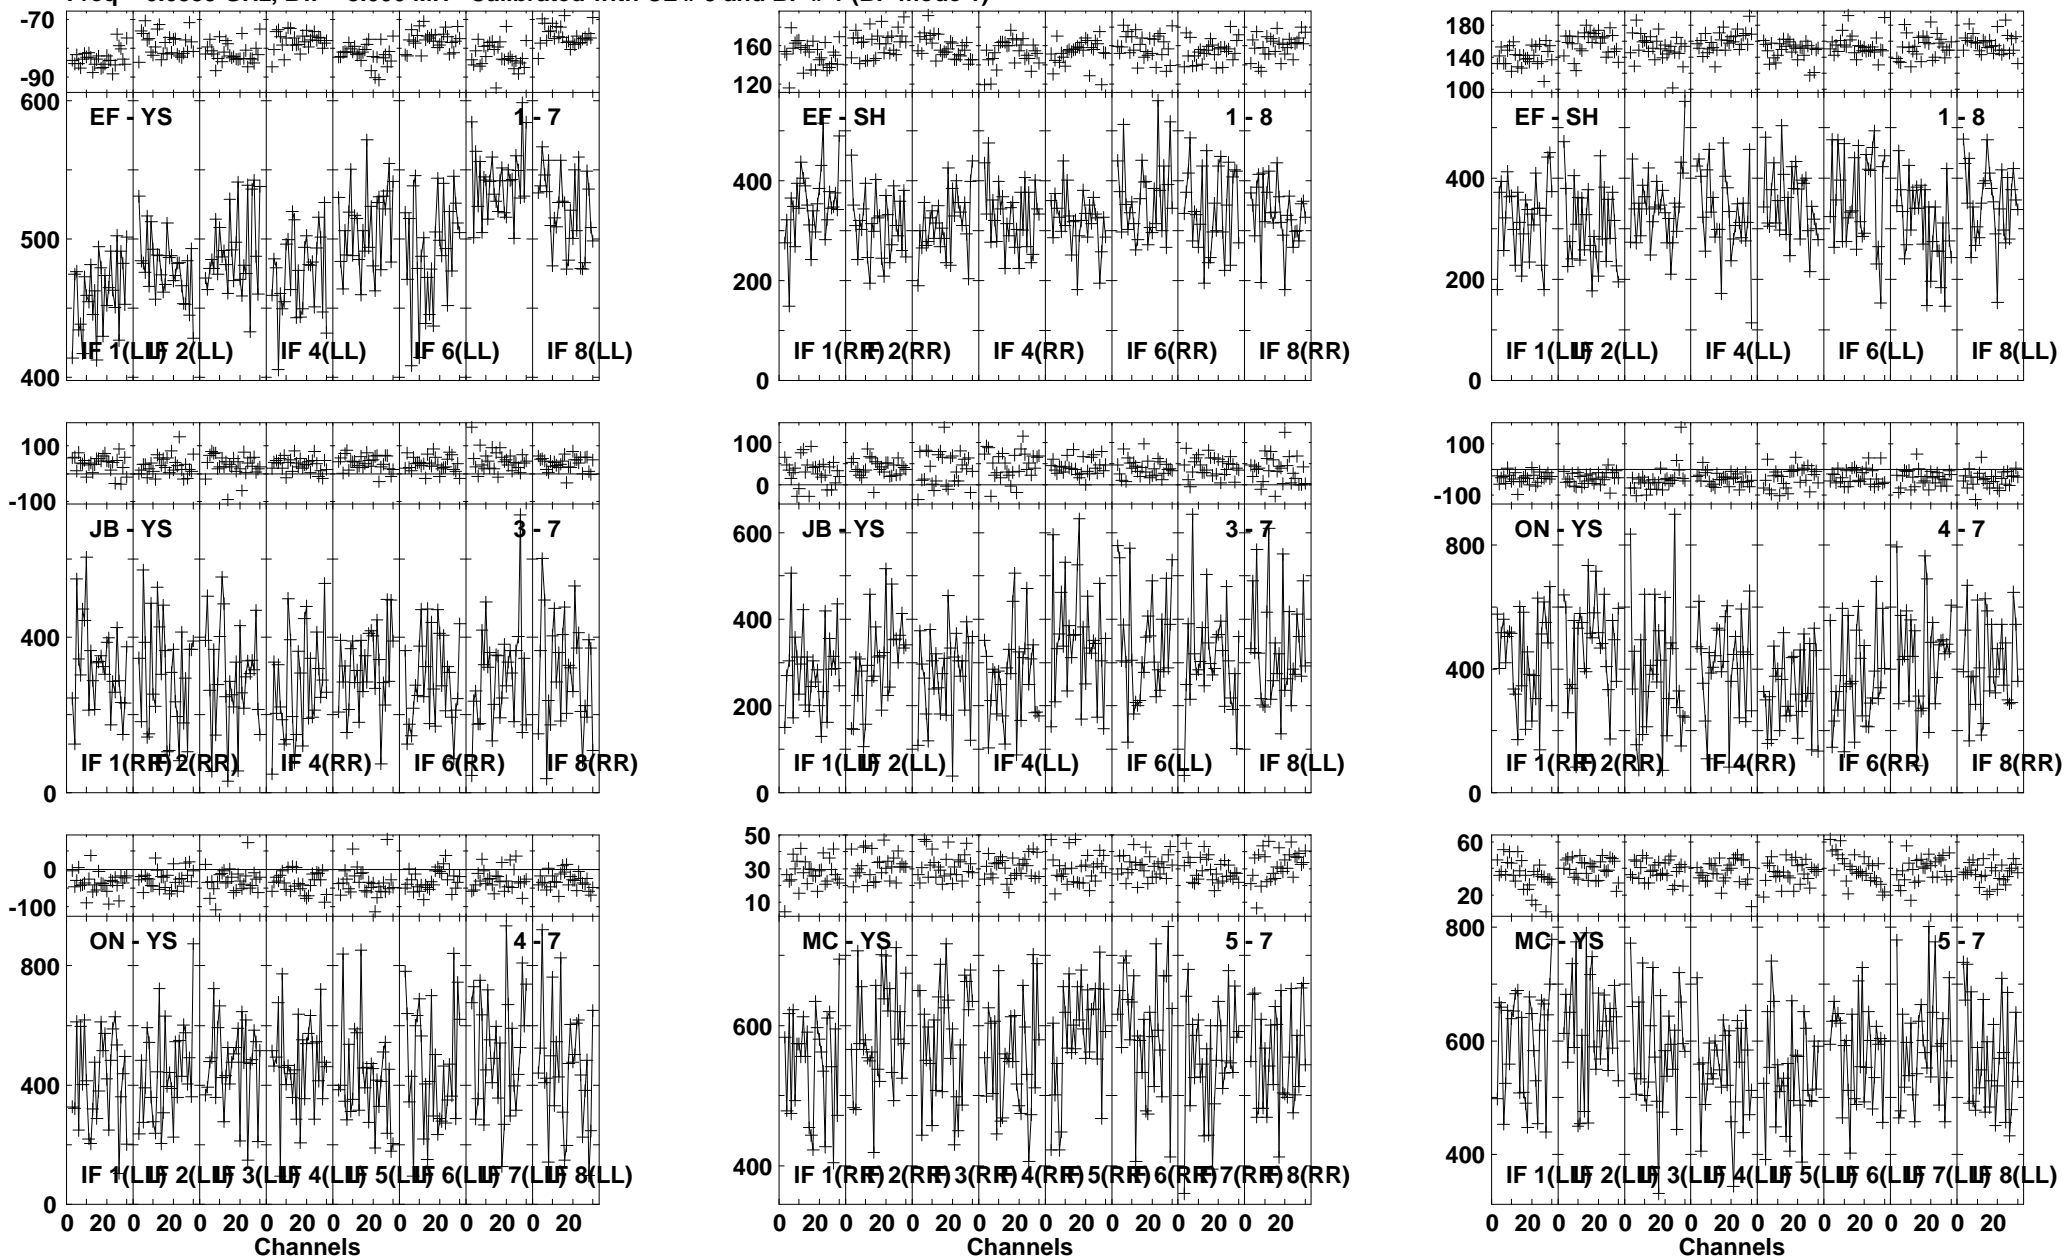 Calibrated with and
-70
-90
600
500
400
EF - YS 1 - 7
IF 1(LL) IF 2(LL) IF 4(LL) IF 6(LL) IF 8(LL)
160
120
400
200
0
EF - SH 1 - 8
IF 1(RR) IF 2(RR) IF 4(RR) IF 6(RR) IF 8(RR)
180
140
100
400
200
0
EF - SH 1 - 8
IF 1(LL) IF 2(LL) IF 4(LL) IF 6(LL) IF 8(LL)
100
-100
400
0
JB - YS 3 - 7
IF 1(RR) IF 2(RR) IF 4(RR) IF 6(RR) IF 8(RR)
100
0
600
400
200
0
JB - YS 3 - 7
IF 1(LL) IF 2(LL) IF 4(LL) IF 6(LL) IF 8(LL)
100
-100
800
400
0
ON - YS 4 - 7
IF 1(RR) IF 2(RR) IF 4(RR) IF 6(RR) IF 8(RR)
0
-100
800
400
0
ON - YS 4 - 7
IF 1(LL) IF 2(LL) IF 3(LL) IF 4(LL) IF 5(LL) IF 6(LL) IF 7(LL) IF 8(LL)
0 20 0 20 0 20 0 20 0 20 0 20 0 20 0 20
Channels
50
30
10
600
400
MC - YS 5 - 7
IF 1(RR) IF 2(RR) IF 3(RR) IF 4(RR) IF 5(RR) IF 6(RR) IF 7(RR) IF 8(RR)
0 20 0 20 0 20 0 20 0 20 0 20 0 20 0 20
60
20
800
600
400
MC - YS 5 - 7
IF 1(LL) IF 2(LL) IF 3(LL) IF 4(LL) IF 5(LL) IF 6(LL) IF 7(LL) IF 8(LL)
0 20 0 20 0 20 0 20 0 20 0 20 0 20 0 20
Channels